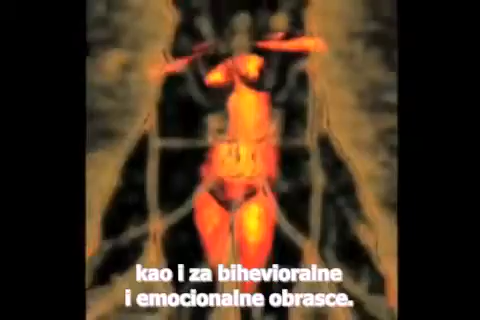 kao i za bihevioralne
i emocionalne obrasce.